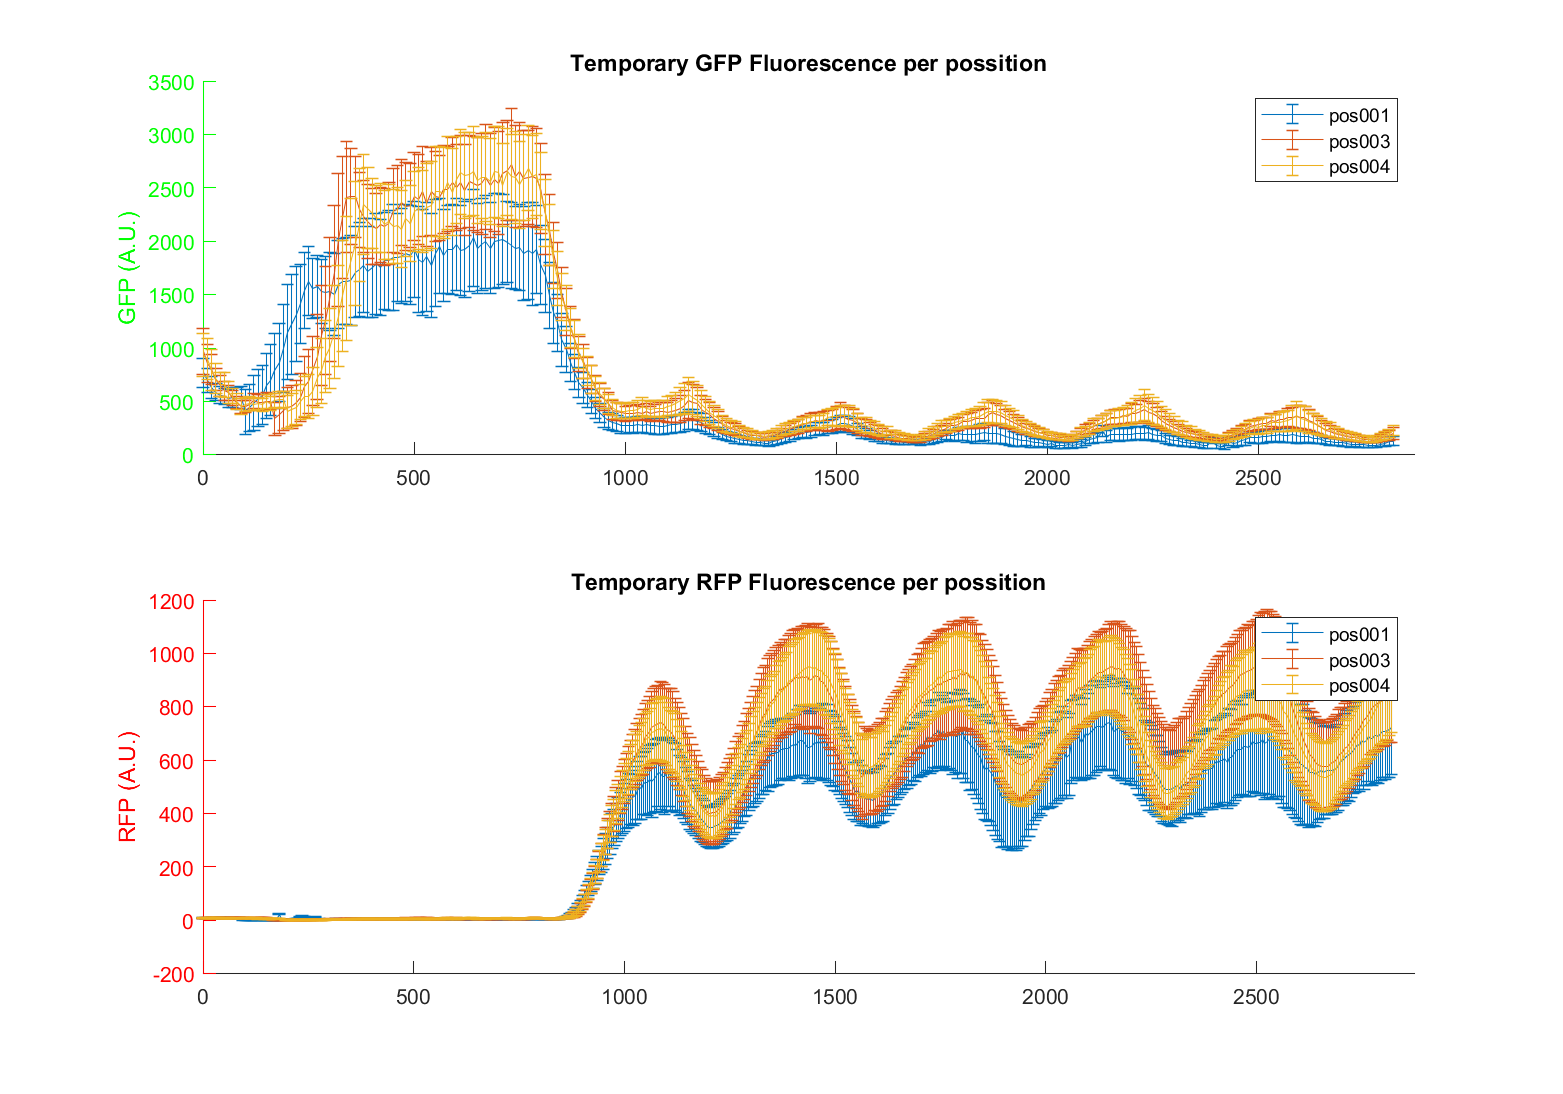 Temporary GFP Fluorescence per possition
3500
3000
2500
2000
1500
1000
500
0
GFP (A.U.)
pos001
pos003
pos004
0 500 1000 1500 2000 2500
Temporary RFP Fluorescence per possition
1200
1000
800
600
400
200
0
-200
RFP (A.U.)
pos001
pos003
pos004
0 500 1000 1500 2000 2500